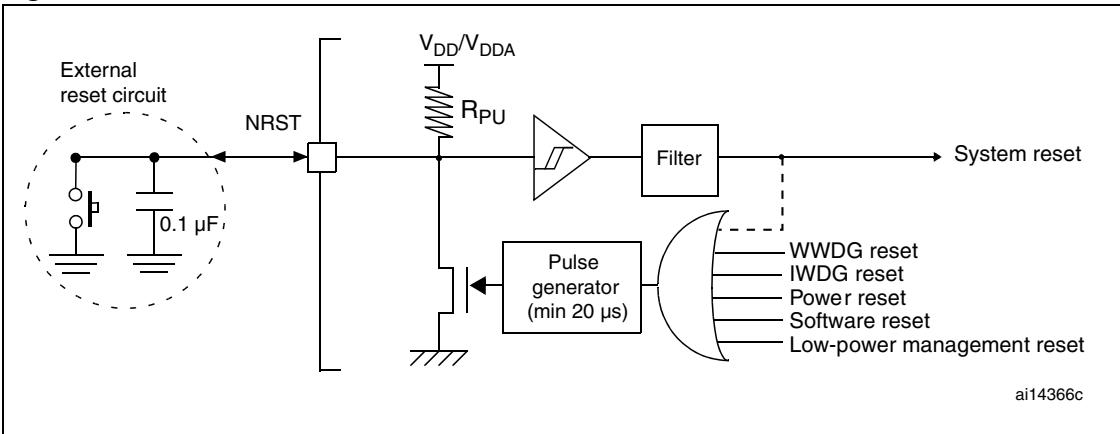 External
reset circuit
NRST
0.1 µF
VDD/VDDA
RPU
Filter
System reset
Pulse
generator
(min 20 µs)
WWDG reset
IWDG reset
Power reset
Software reset
Low-power management reset
ai14366c